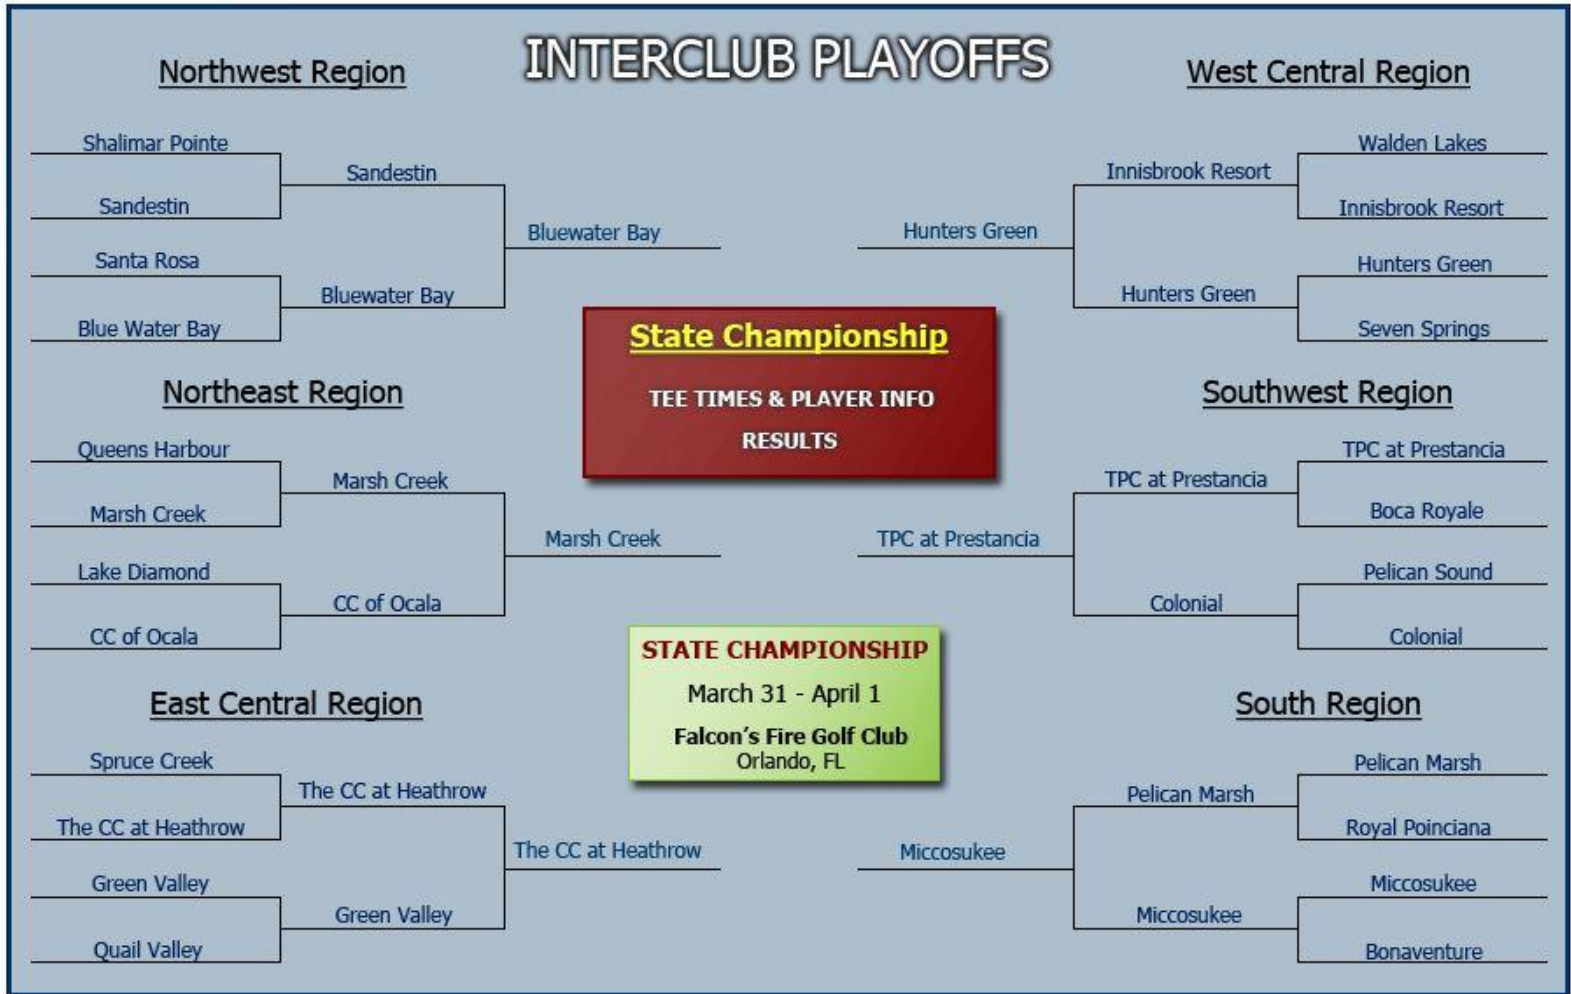 INTERCLUB PLAYOFFS
Northwest Region
Shalimar Pointe
Sandestin
Sandestin
Santa Rosa
Blue Water Bay
Bluewater Bay
Bluewater Bay
Northeast Region
Queens Harbour
Marsh Creek
Marsh Creek
Lake Diamond
CC of Ocala
CC of Ocala
Marsh Creek
East Central Region
Spruce Creek
The CC at Heathrow
The CC at Heathrow
Green Valley
Quail Valley
Green Valley
The CC at Heathrow
State Championship
TEE TIMES & PLAYER INFO
RESULTS
STATE CHAMPIONSHIP
March 31 - April 1
Falcon's Fire Golf Club
Orlando, FL
West Central Region
Walden Lakes
Innisbrook Resort
Innisbrook Resort
Hunters Green
Seven Springs
Hunters Green
Hunters Green
Southwest Region
TPC at Prestancia
Boca Royale
TPC at Prestancia
Pelican Sound
Colonial
Colonial
TPC at Prestancia
South Region
Pelican Marsh
Royal Poinciana
Pelican Marsh
Miccosukee
Bonaventure
Miccosukee
Miccosukee